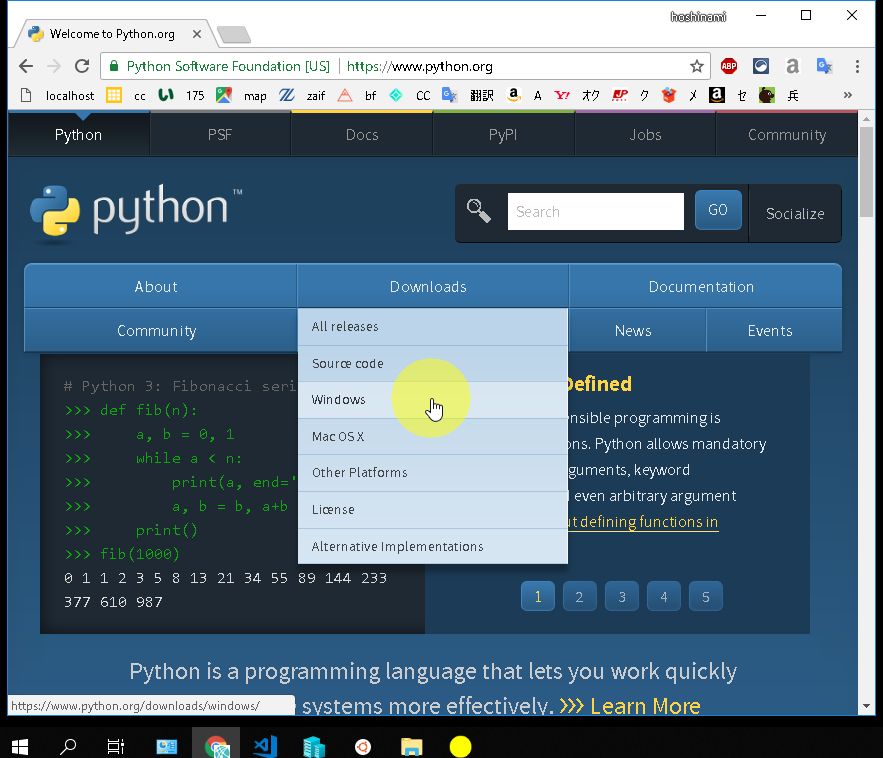 hoshinami
Welcome to Python.org
Python Software Foundation [US] https://www.python.org
ABP a
localhost cc 175 map zaif bf CC 翻訳 A Y! オク クク メ a セ 兵 »
Python PSF Docs PyPI Jobs Community
python™
Search GO Socialize
About Downloads Documentation
Community News Events
All releases
Source code
Windows
Mac OS X
Other Platforms
License
Alternative Implementations
# Python 3: Fibonacci seri
>>> def fib(n):
>>> a, b = 0, 1
>>> while a < n:
>>> print(a, end='
>>> a, b = b, a+b
>>> print()
>>> fib(1000)
0 1 1 2 3 5 8 13 21 34 55 89 144 233
377 610 987
Defined
ensible programming is
ons. Python allows mandatory
guments, keyword
even arbitrary argument
ut defining functions in
1 2 3 4 5
Python is a programming language that lets you work quickly
systems more effectively. >>> Learn More
https://www.python.org/downloads/windows/